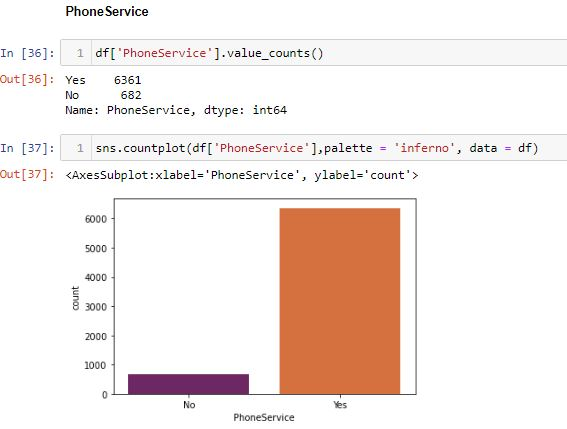 PhoneService
In [36]: 1 df['PhoneService'].value_counts()
Out[36]: Yes 6361
No 682
Name: PhoneService, dtype: int64
In [37]: 1 sns.countplot(df['PhoneService'],palette = 'inferno', data = df)
Out[37]: <AxesSubplot:xlabel='PhoneService', ylabel='count'>
6000
5000
4000
3000
2000
1000
0
count
No Yes
PhoneService